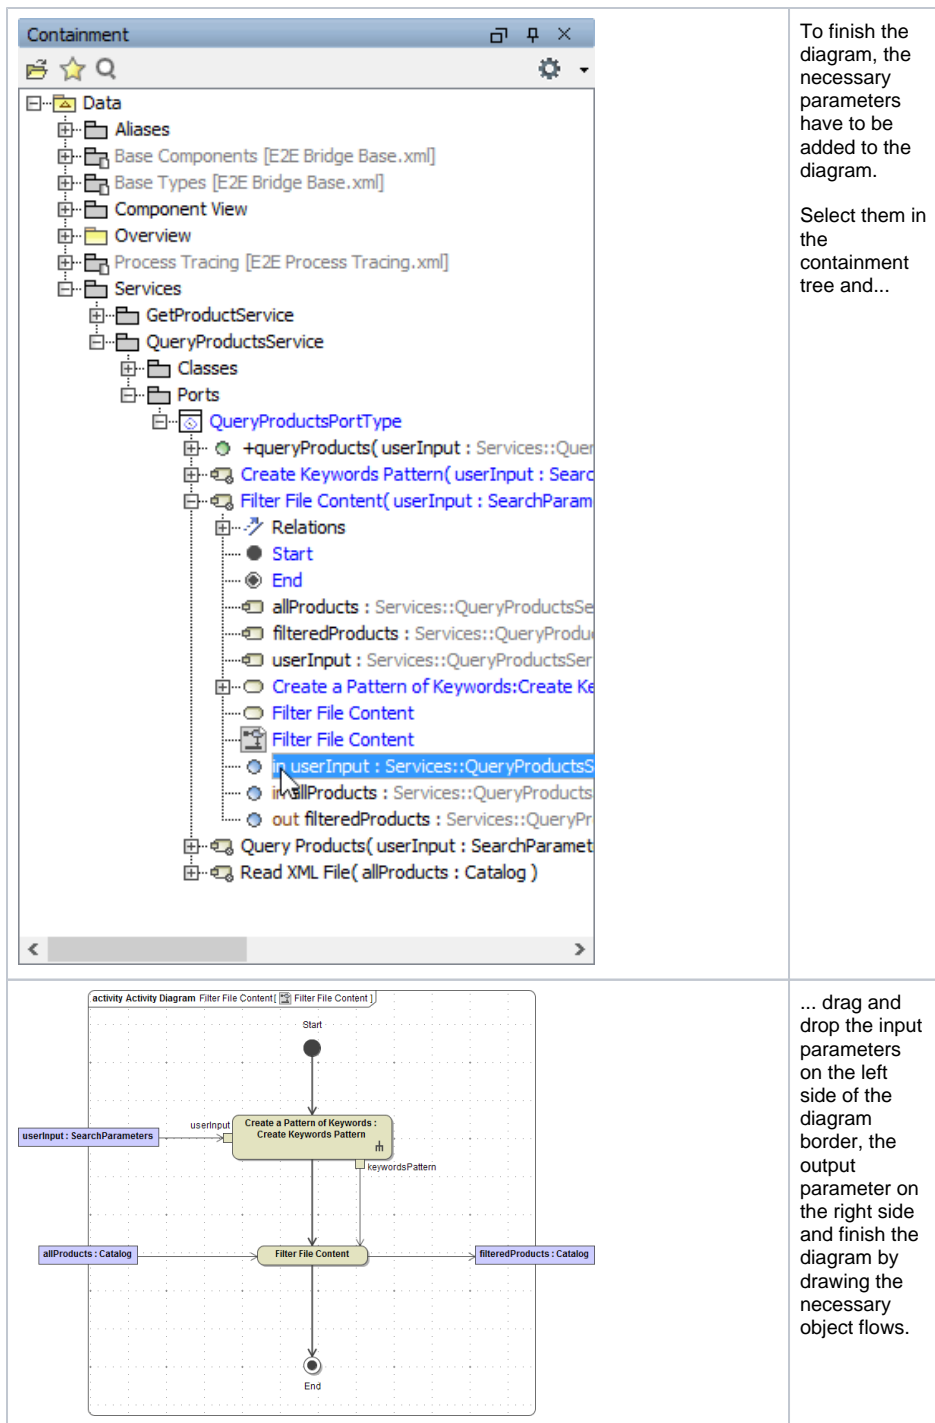 Containment
Data
Aliases
Base Components [E2E Bridge Base.xml]
Base Types [E2E Bridge Base.xml]
Component View
Overview
Process Tracing [E2E Process Tracing.xml]
Services
GetProductService
QueryProductsService
Classes
Ports
QueryProductsPortType
+queryProducts( userInput : Services::Quer
Create Keywords Pattern( userInput : Searc
Filter File Content( userInput : SearchParam
Relations
Start
End
allProducts : Services::QueryProductsSe
filteredProducts : Services::QueryProdu
userInput : Services::QueryProductsSer
Create a Pattern of Keywords:Create Ke
Filter File Content
Filter File Content
in userInput : Services::QueryProductsS
in allProducts : Services::QueryProducts
out filteredProducts : Services::QueryPr
Query Products( userInput : SearchParamet
Read XML File( allProducts : Catalog )
To finish the
diagram, the
necessary
parameters
have to be
added to the
diagram.
Select them in
the
containment
tree and...
activity Activity Diagram Filter File Content [ Filter File Content ]
Start
userInput
Create a Pattern of Keywords :
Create Keywords Pattern
userInput : SearchParameters
keywordsPattern
allProducts : Catalog
Filter File Content
filteredProducts : Catalog
End
... drag and
drop the input
parameters
on the left
side of the
diagram
border, the
output
parameter on
the right side
and finish the
diagram by
drawing the
necessary
object flows.